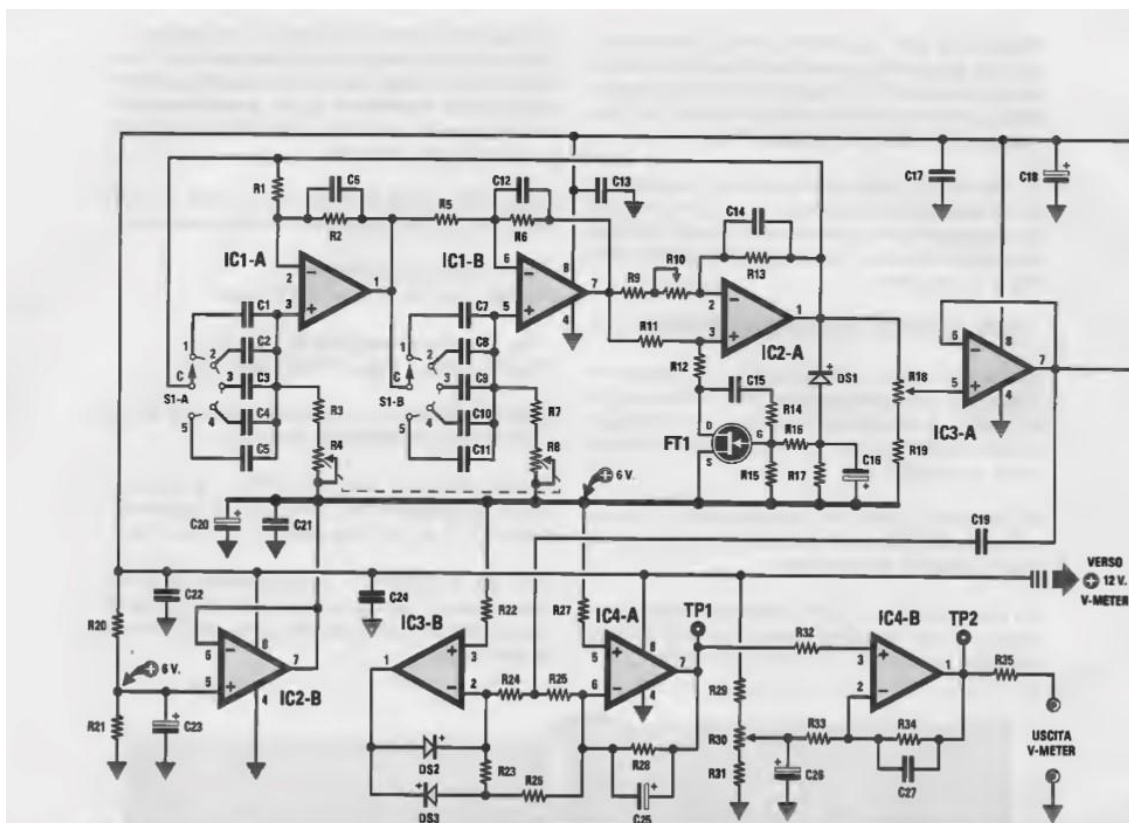 C17
C18
R1
C6
R2
R5
C12
R6
C13
C14
R13
IC1-A
IC1-B
R9
R10
IC2-A
2
3
1
6
5
8
7
4
2
3
1
R11
R12
C1
C2
C3
C4
C5
1
2
3
4
5
C
S1-A
R3
R4
C7
C8
C9
C10
C11
1
2
3
4
5
C
S1-B
R7
R8
C15
R14
D
G
S
FT1
R16
R15
R17
DS1
C16
R18
R19
6
5
8
7
4
IC3-A
6 V.
C20
C21
C19
VERSO
12 V.
V-METER
C22
C24
R20
R21
6 V.
C23
6
5
8
7
4
IC2-B
R22
R27
IC3-B
1
3
2
R24
R25
IC4-A
5
6
8
7
4
TP1
R32
IC4-B
3
2
1
TP2
R35
R29
R30
R31
R33
R34
C26
C27
DS2
DS3
R23
R26
R28
C25
USCITA
V-METER